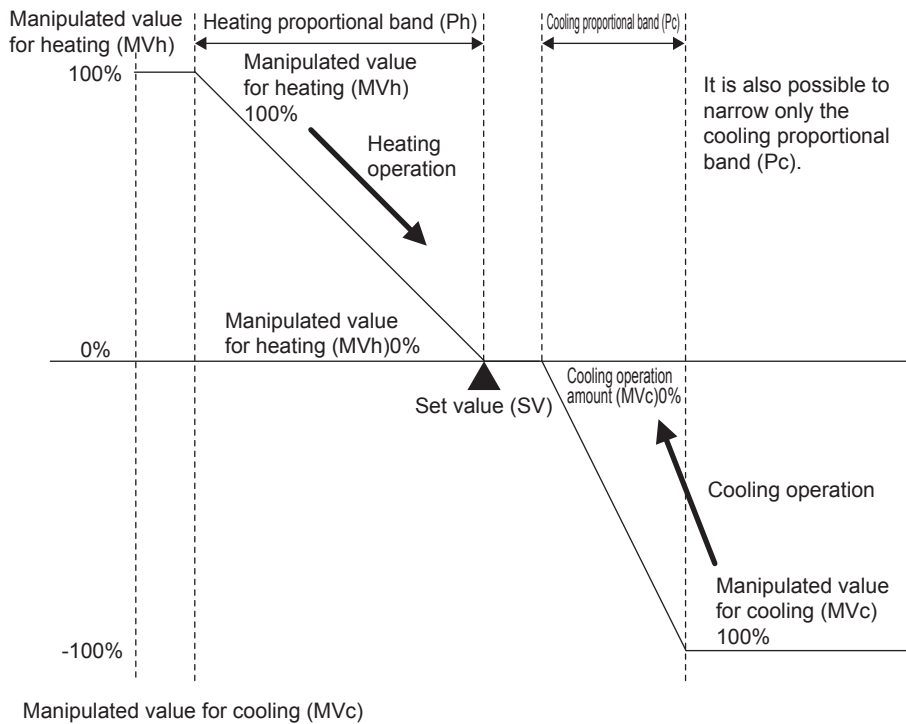 Manipulated value
for heating (MVh)
Heating proportional band (Ph)
Cooling proportional band (Pc)
100%
Manipulated value
for heating (MVh)
100%
Heating
operation
It is also possible to
narrow only the
cooling proportional
band (Pc).
Manipulated value
for heating (MVh)0%
0%
Set value (SV)
Cooling operation
amount (MVc)0%
Cooling operation
Manipulated value
for cooling (MVc)
100%
-100%
Manipulated value for cooling (MVc)